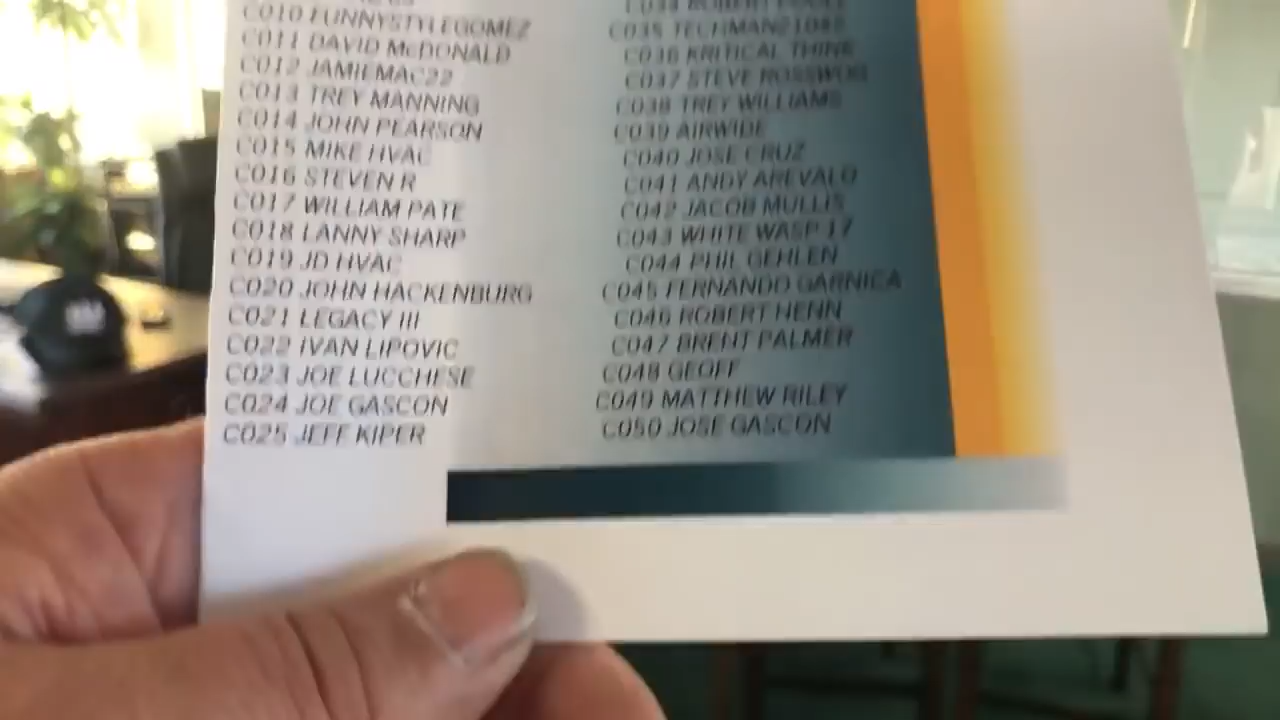 C010 FUNNYSTYLEGOMEZ
C011 DAVID McDONALD
C012 JAMIEMAC22
C013 TREY MANNING
C014 JOHN PEARSON
C015 MIKE HVAC
C016 STEVEN R
C017 WILLIAM PATE
C018 LANNY SHARP
C019 JD HVAC
C020 JOHN HACKENBURG
C021 LEGACY III
C022 IVAN LIPOVIC
C023 JOE LUCCHESE
C024 JOE GASCON
C025 JEFF KIPER
C034 ROBERT
C035
C036 KRITICAL THINK
C037 STEVE ROSSWOG
C038 TREY WILLIAMS
C039 AIRWIDE
C040 JOSE CRUZ
C041 ANDY AREVALO
C042 JACOB MULLIS
C043 WHITE WASP 17
C044 PHIL GEHLEN
C045 FERNANDO GARNICA
C046 ROBERT HENN
C047 BRENT PALMER
C048 GEOFF
C049 MATTHEW RILEY
C050 JOSE GASCON